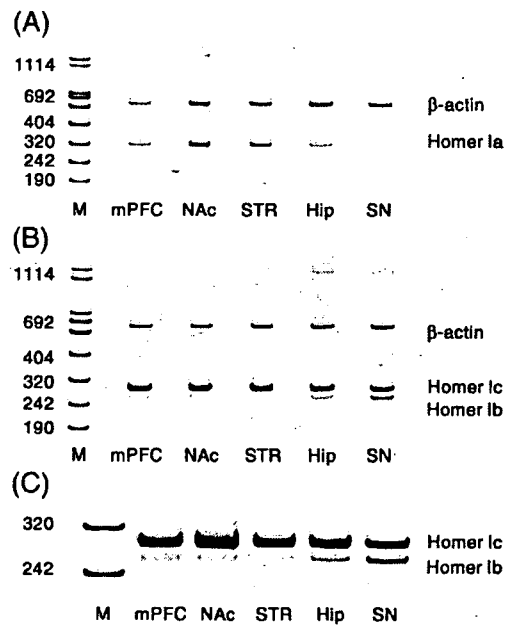 (A)
1114
692
404
320
242
190
β-actin
Homer Ia
M mPFC NAc STR Hip SN
(B)
1114
692
404
320
242
190
β-actin
Homer Ic
Homer Ib
M mPFC NAc STR Hip SN
(C)
320
242
Homer Ic
Homer Ib
M mPFC NAc STR Hip SN